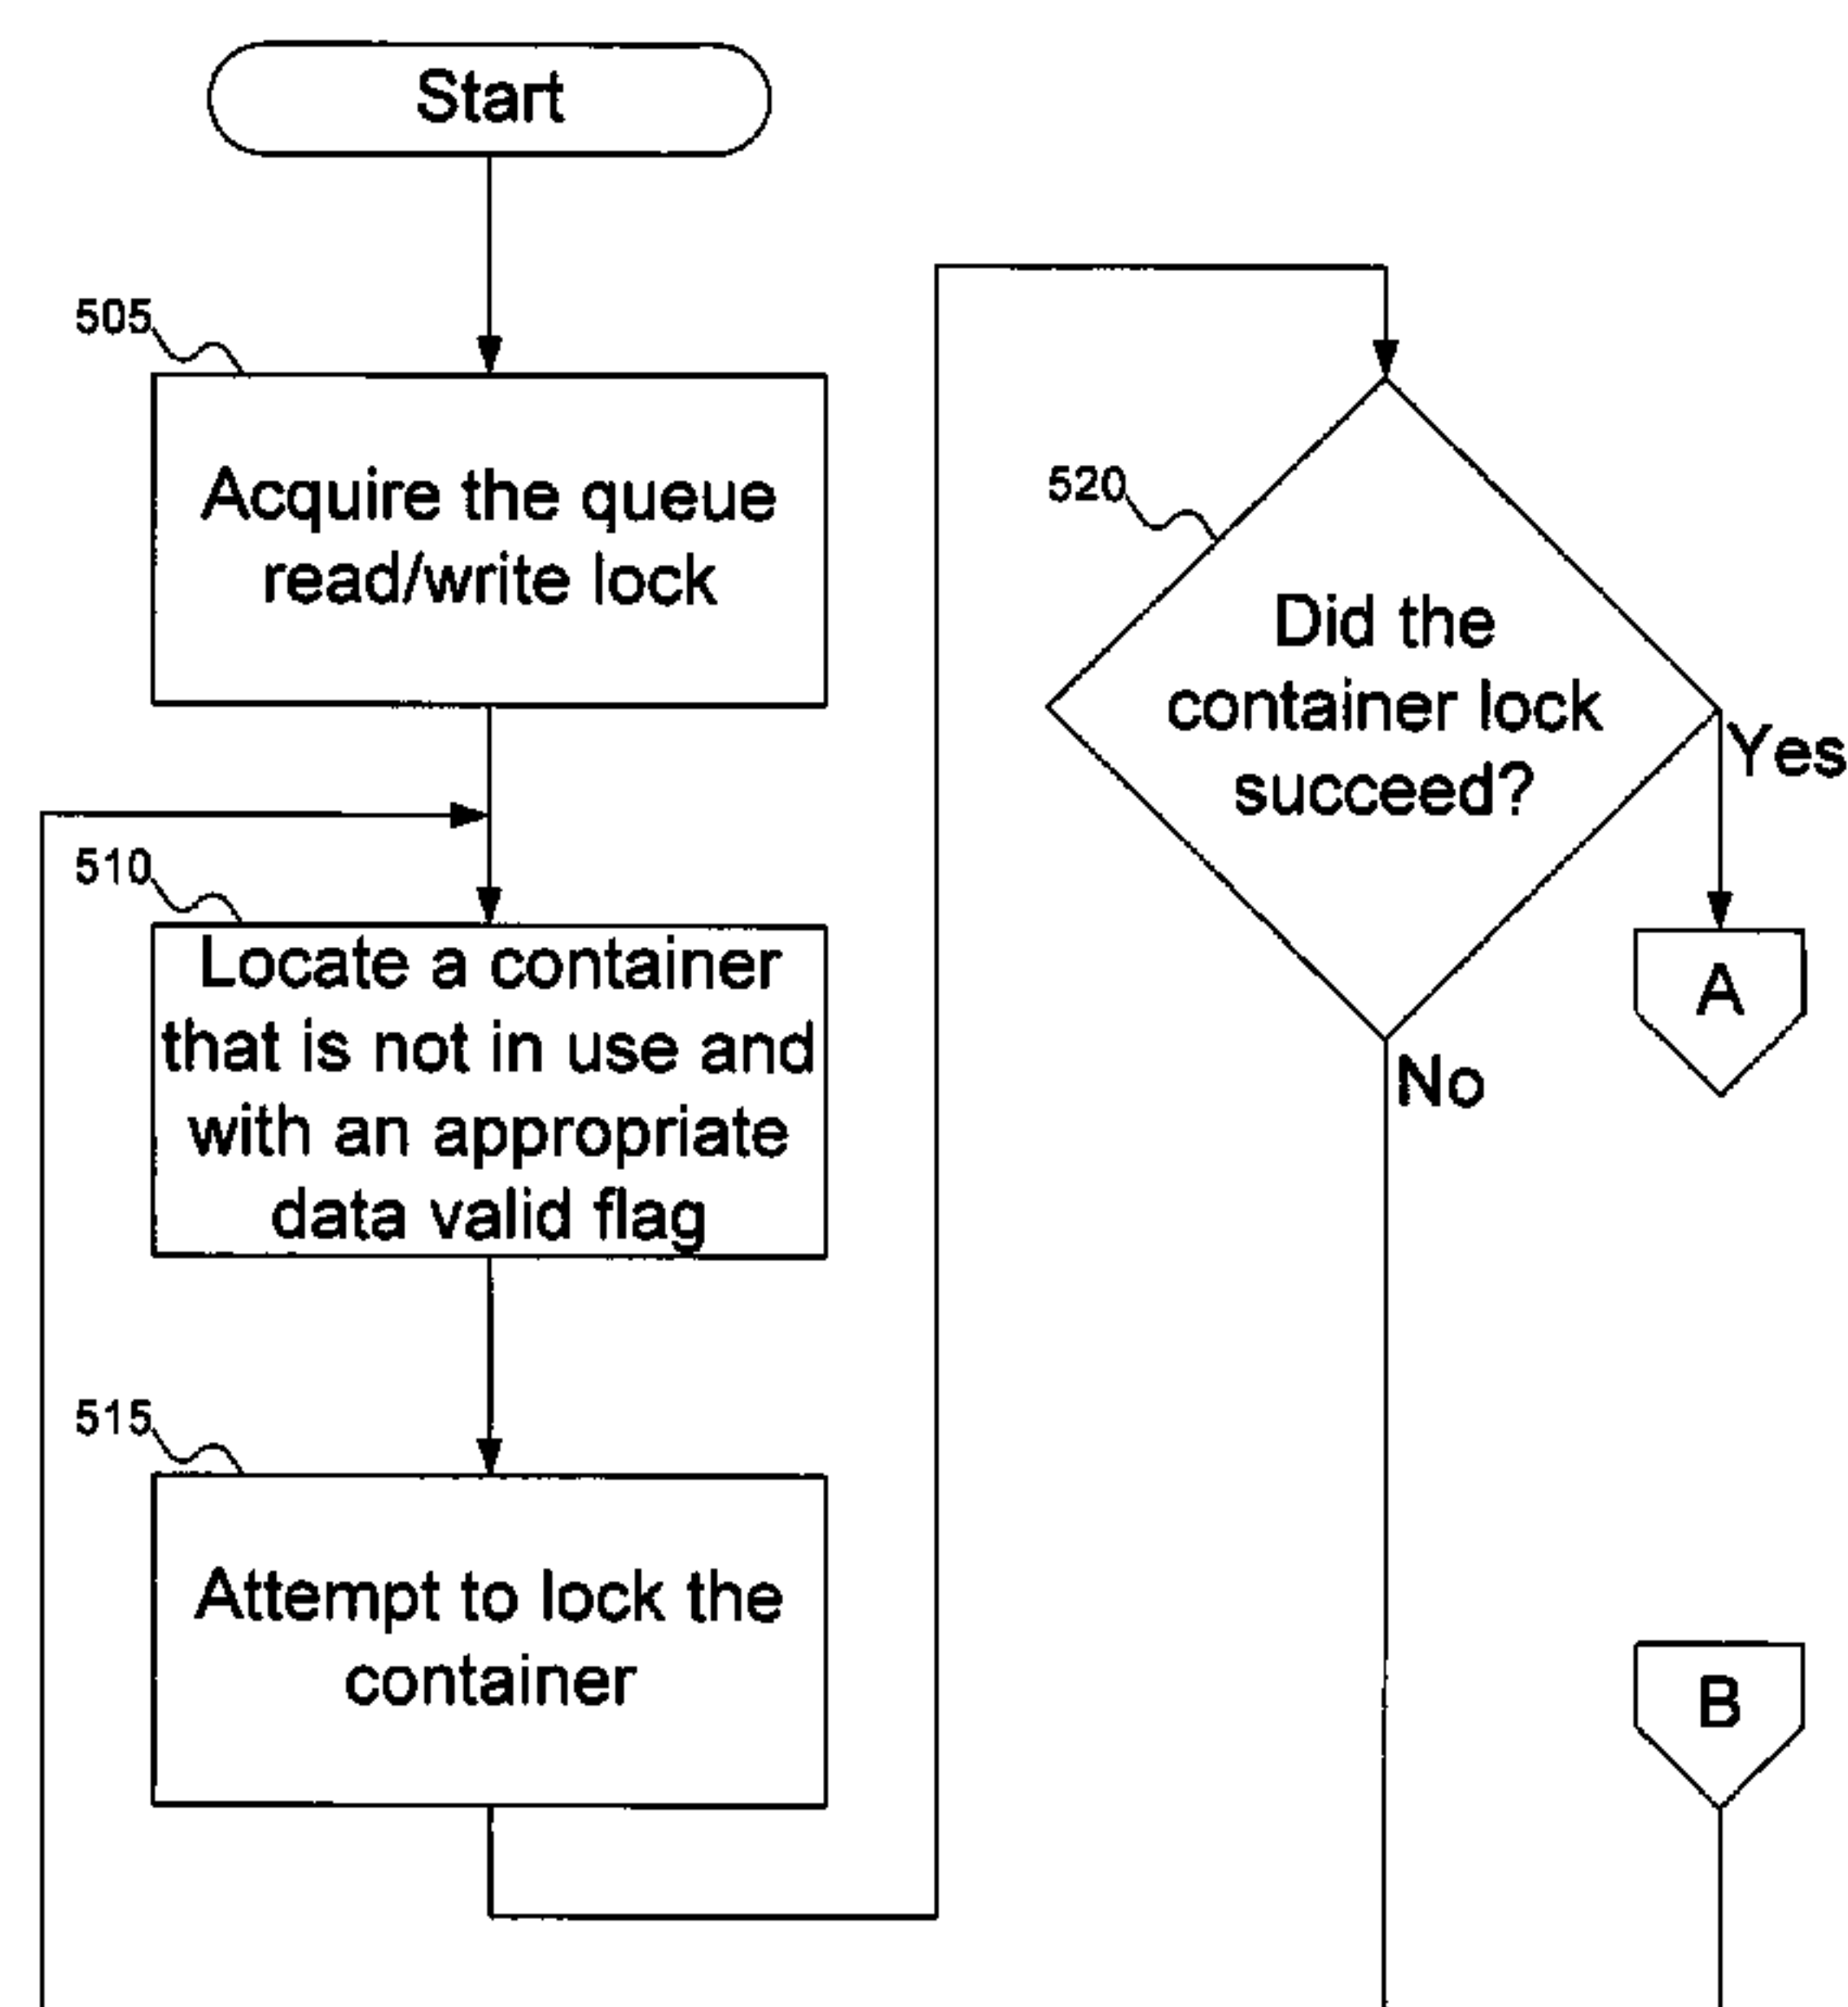 Start
505
Acquire the queue
read/write lock
510
Locate a container
that is not in use and
with an appropriate
data valid flag
515
Attempt to lock the
container
520
Did the
container lock
succeed?
Yes
No
A
B